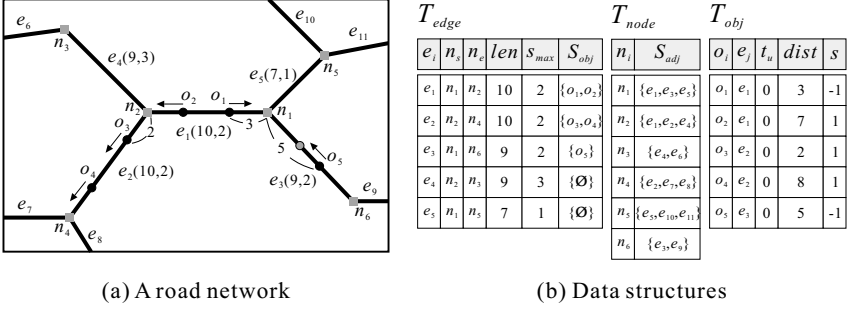 e10
e6
e11
n3
n5
e4(9,3)
e5(7,1)
n2
o2
o1
n1
o3
2
e1(10,2)
3
5
o5
o4
e2(10,2)
e3(9,2)
e9
e7
n4
n6
e8
(a) A road network
Tedge
ei ns ne len smax Sobj
e1 n1 n2 10 2 {o1,o2}
e2 n2 n4 10 2 {o3,o4}
e3 n1 n6 9 2 {o5}
e4 n2 n3 9 3 {Ø}
e5 n1 n5 7 1 {Ø}
Tnode
ni Sadj
n1 {e1,e3,e5}
n2 {e1,e2,e4}
n3 {e4,e6}
n4 {e2,e7,e8}
n5 {e5,e10,e11}
n6 {e3,e9}
Tobj
oi ej tu dist s
o1 e1 0 3 -1
o2 e1 0 7 1
o3 e2 0 2 1
o4 e2 0 8 1
o5 e3 0 5 -1
(b) Data structures